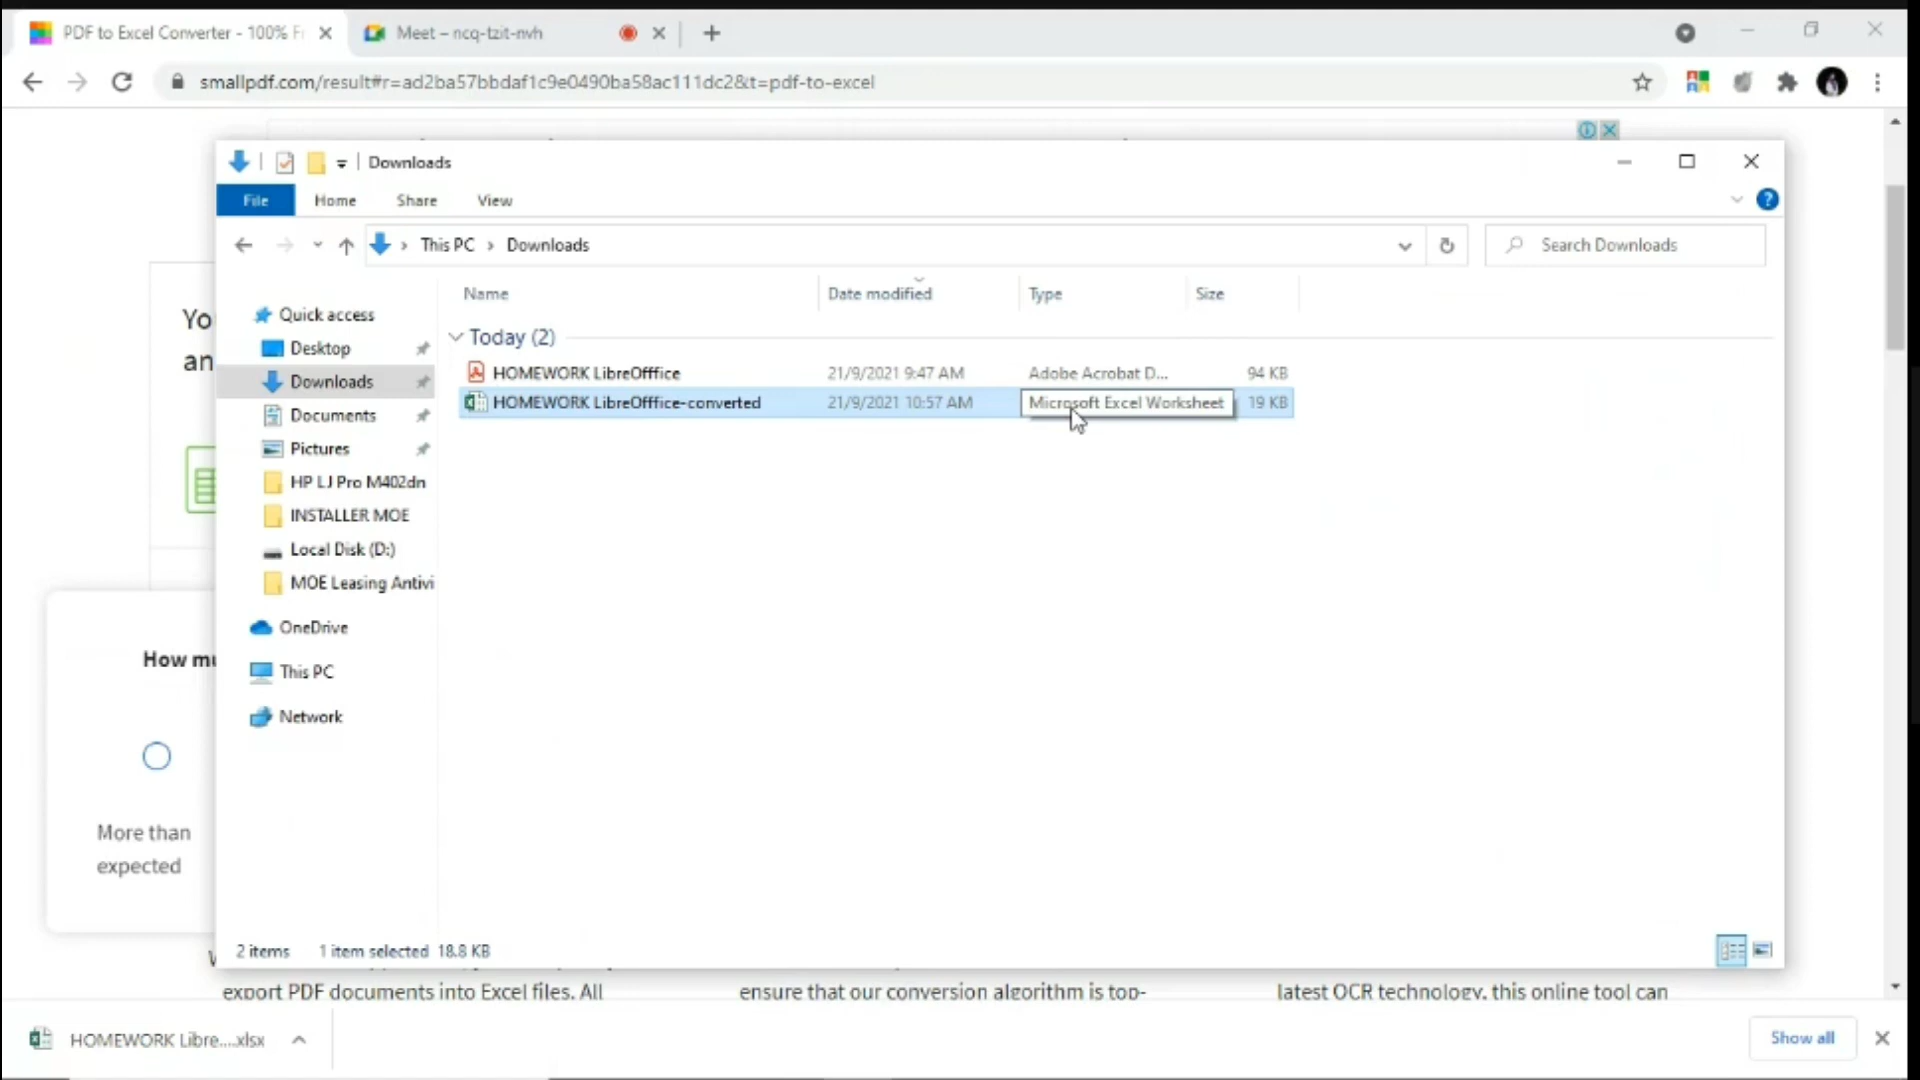 PDF to Excel Converter - 100% Fr
Meet – ncq-tzit-nvh
smallpdf.com/result#r=ad2ba57bbdaf1c9e0490ba58ac111dc2&t=pdf-to-excel
Downloads
File Home Share View
This PC › Downloads
Search Downloads
Name Date modified Type Size
Yo
an
Quick access
Desktop
Downloads
Documents
Pictures
HP LJ Pro M402dn
INSTALLER MOE
Local Disk (D:)
MOE Leasing Antivi
OneDrive
This PC
Network
Today (2)
HOMEWORK LibreOfffice 21/9/2021 9:47 AM Adobe Acrobat D... 94 KB
HOMEWORK LibreOfffice-converted 21/9/2021 10:57 AM Microsoft Excel Worksheet 19 KB
How mu
More than
expected
2 items 1 item selected 18.8 KB
export PDF documents into Excel files. All
ensure that our conversion algorithm is top-
latest OCR technology, this online tool can
HOMEWORK Libre....xlsx
Show all